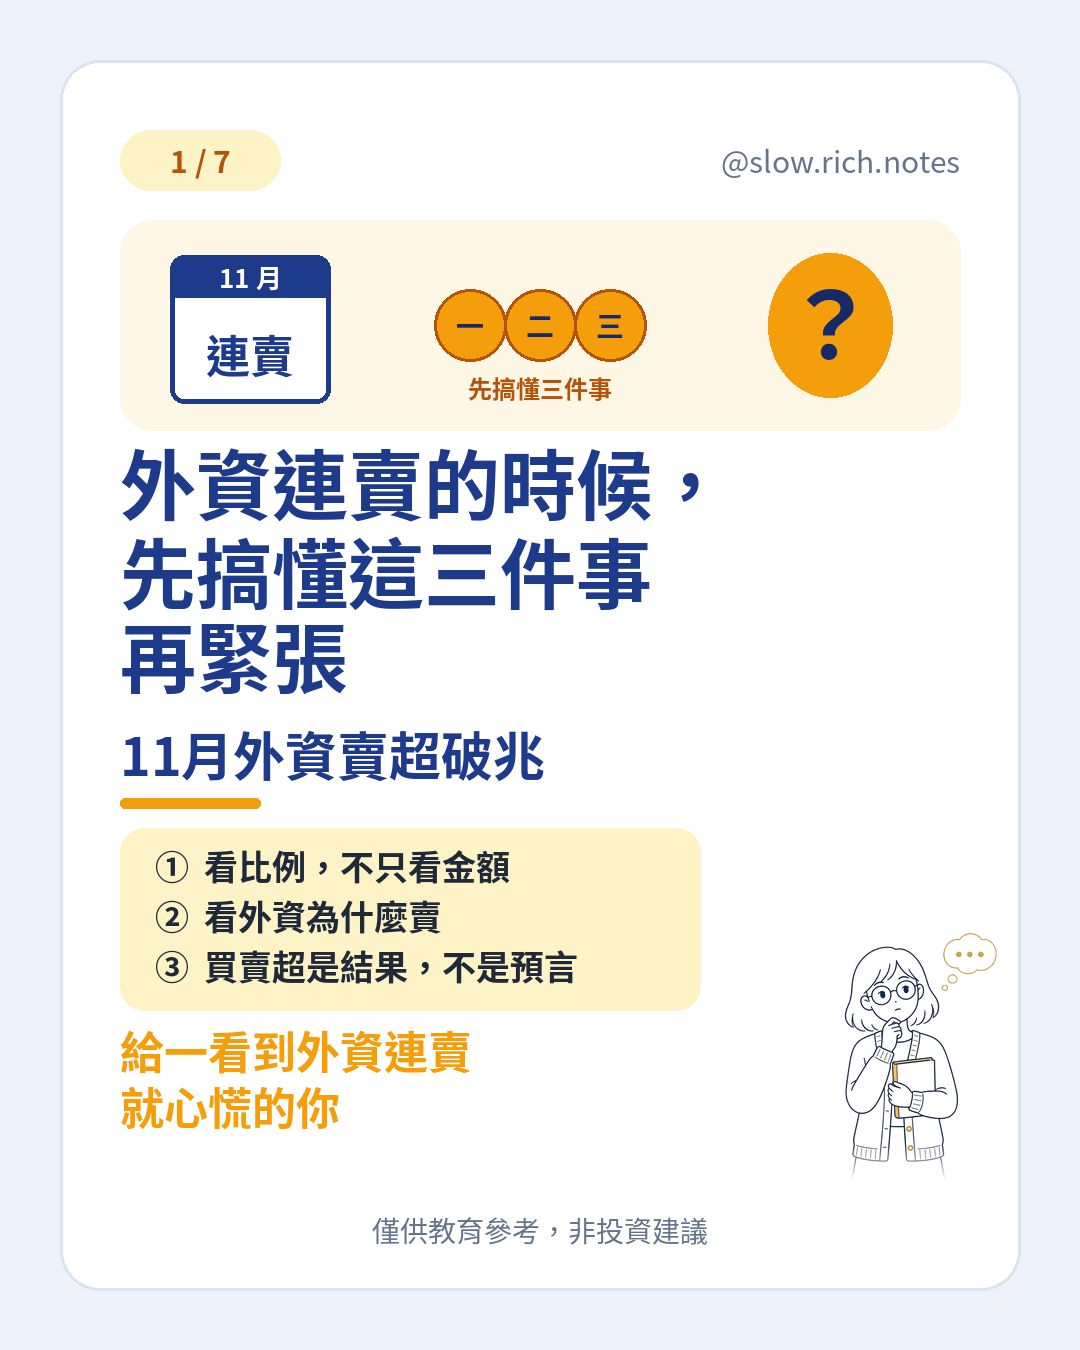 1 / 7
@slow.rich.notes
11 月
連賣
一 二 三
先搞懂三件事
?
外資連賣的時候，
先搞懂這三件事
再緊張
11月外資賣超破兆
① 看比例，不只看金額
② 看外資為什麼賣
③ 買賣超是結果，不是預言
給一看到外資連賣
就心慌的你
僅供教育參考，非投資建議